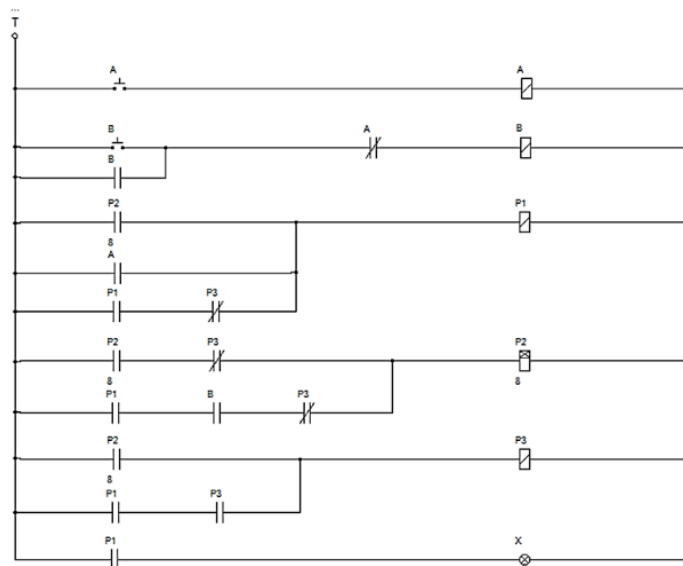 ...
T
A A
B A B
B
P2 P1
8
A
P1 P3
P2 P3 P2
8 8
P1 B P3
P2 P3
8
P1 P3
P1 X